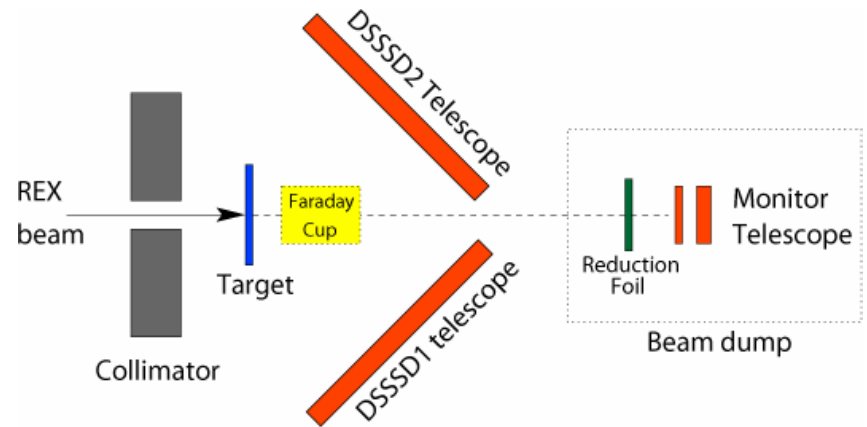 REX
beam
Collimator
Target
Faraday
Cup
DSSSD2 Telescope
DSSSD1 telescope
Reduction
Foil
Monitor
Telescope
Beam dump